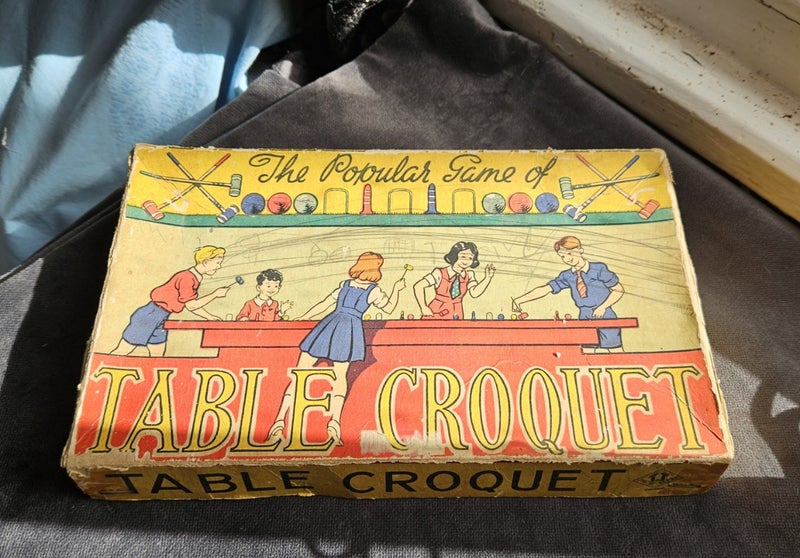 The Popular Game of
TABLE CROQUET
TABLE CROQUET